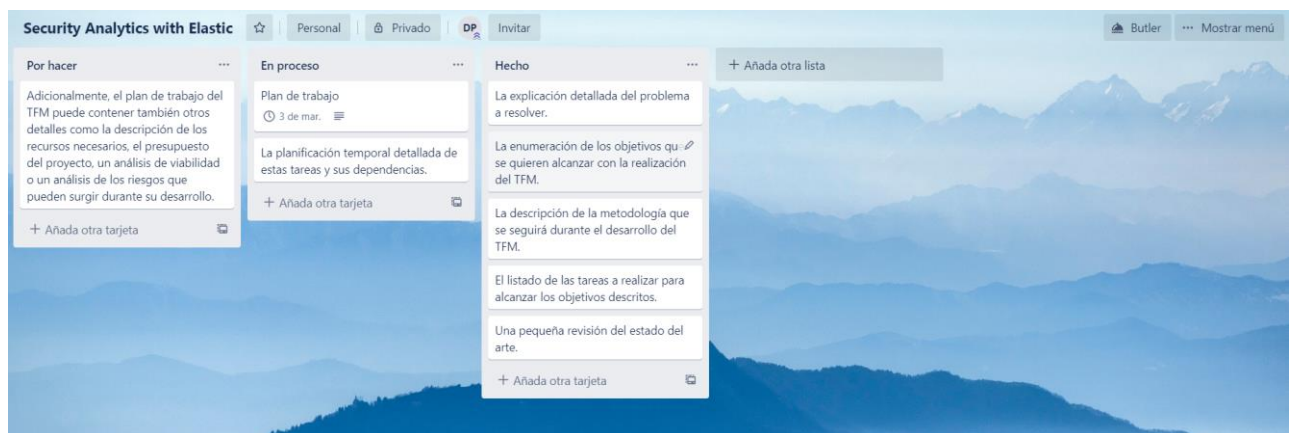 Security Analytics with Elastic
Personal
Privado
DP
Invitar
Butler
Mostrar menú
Por hacer
Adicionalmente, el plan de trabajo del
TFM puede contener también otros
detalles como la descripción de los
recursos necesarios, el presupuesto
del proyecto, un análisis de viabilidad
o un análisis de los riesgos que
pueden surgir durante su desarrollo.
+ Añada otra tarjeta
En proceso
Plan de trabajo
3 de mar.
La planificación temporal detallada de
estas tareas y sus dependencias.
+ Añada otra tarjeta
Hecho
La explicación detallada del problema
a resolver.
La enumeración de los objetivos que
se quieren alcanzar con la realización
del TFM.
La descripción de la metodología que
se seguirá durante el desarrollo del
TFM.
El listado de las tareas a realizar para
alcanzar los objetivos descritos.
Una pequeña revisión del estado del
arte.
+ Añada otra tarjeta
+ Añada otra lista